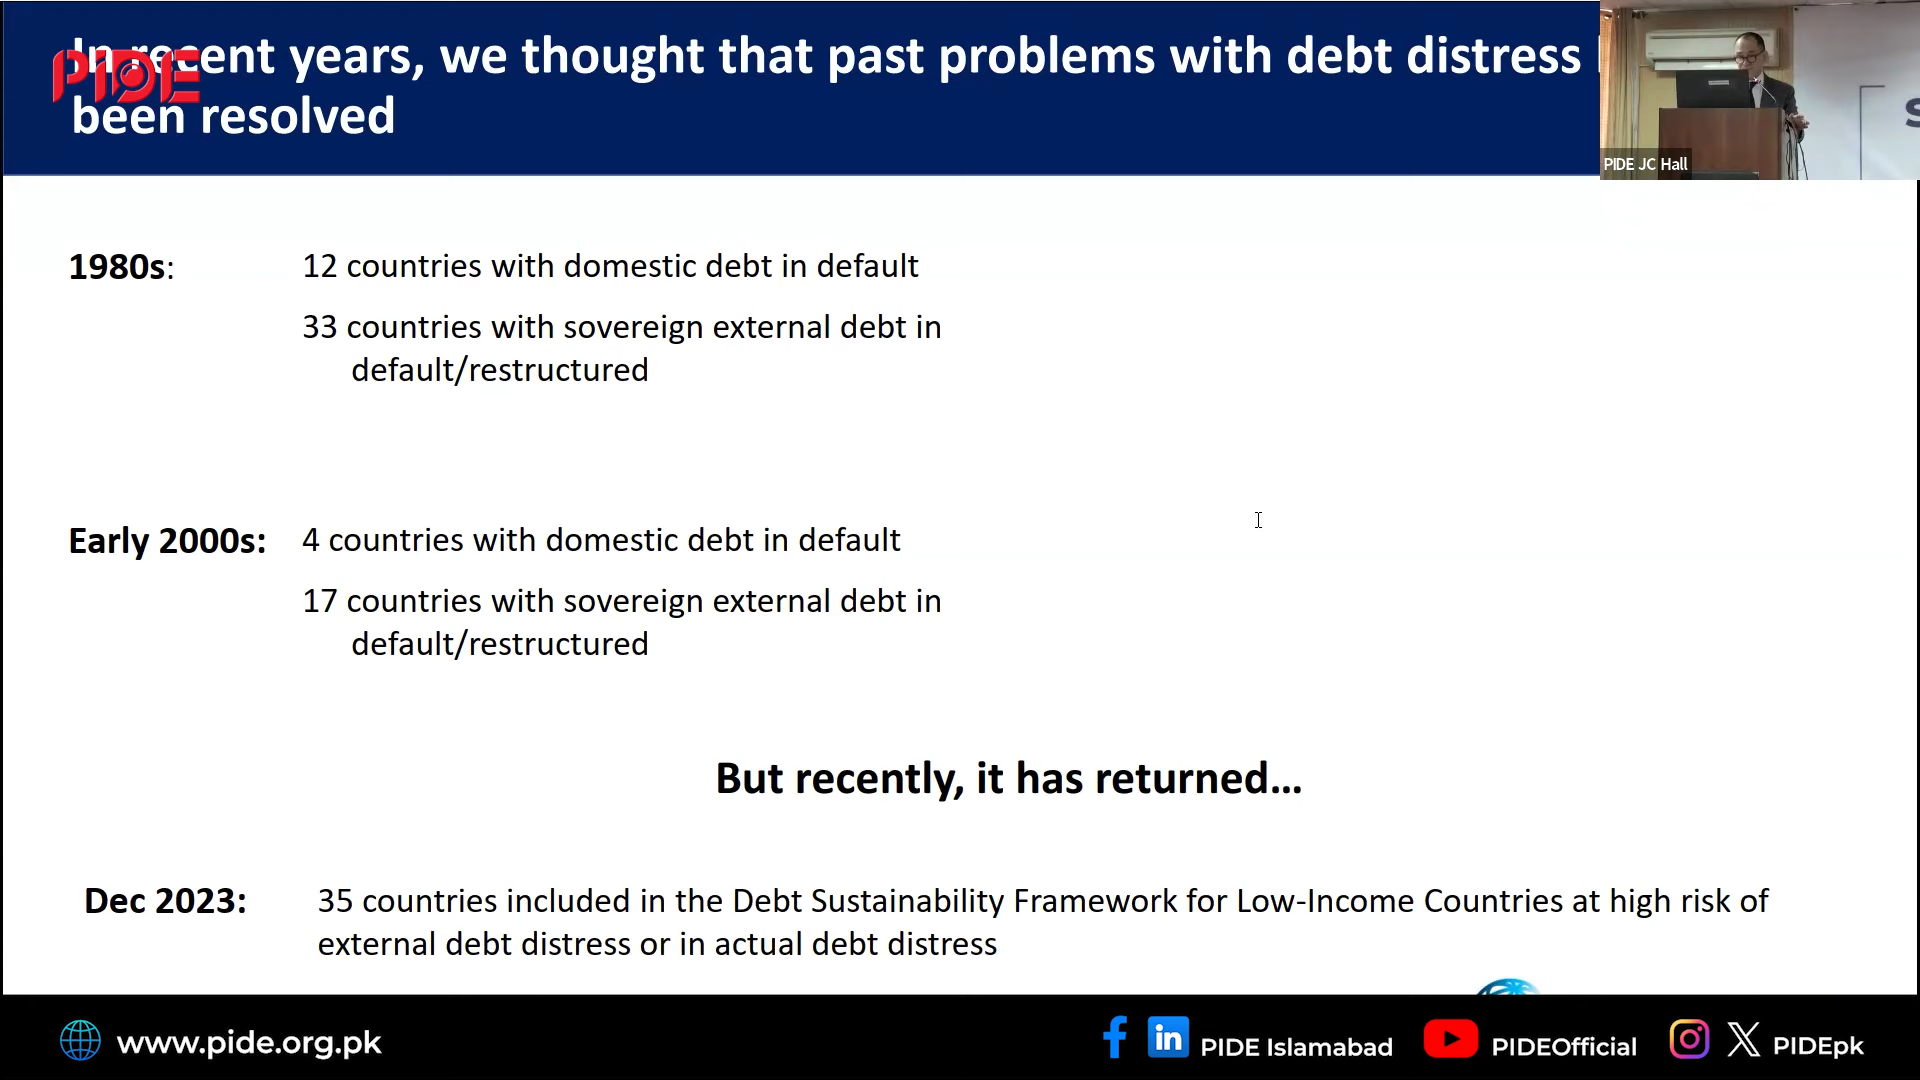 In recent years, we thought that past problems with debt distress
been resolved
PIDE
PIDE JC Hall
S
1980s:
12 countries with domestic debt in default
33 countries with sovereign external debt in
default/restructured
Early 2000s:
4 countries with domestic debt in default
17 countries with sovereign external debt in
default/restructured
But recently, it has returned...
Dec 2023:
35 countries included in the Debt Sustainability Framework for Low-Income Countries at high risk of
external debt distress or in actual debt distress
www.pide.org.pk
PIDE Islamabad
PIDEOfficial
PIDEpk